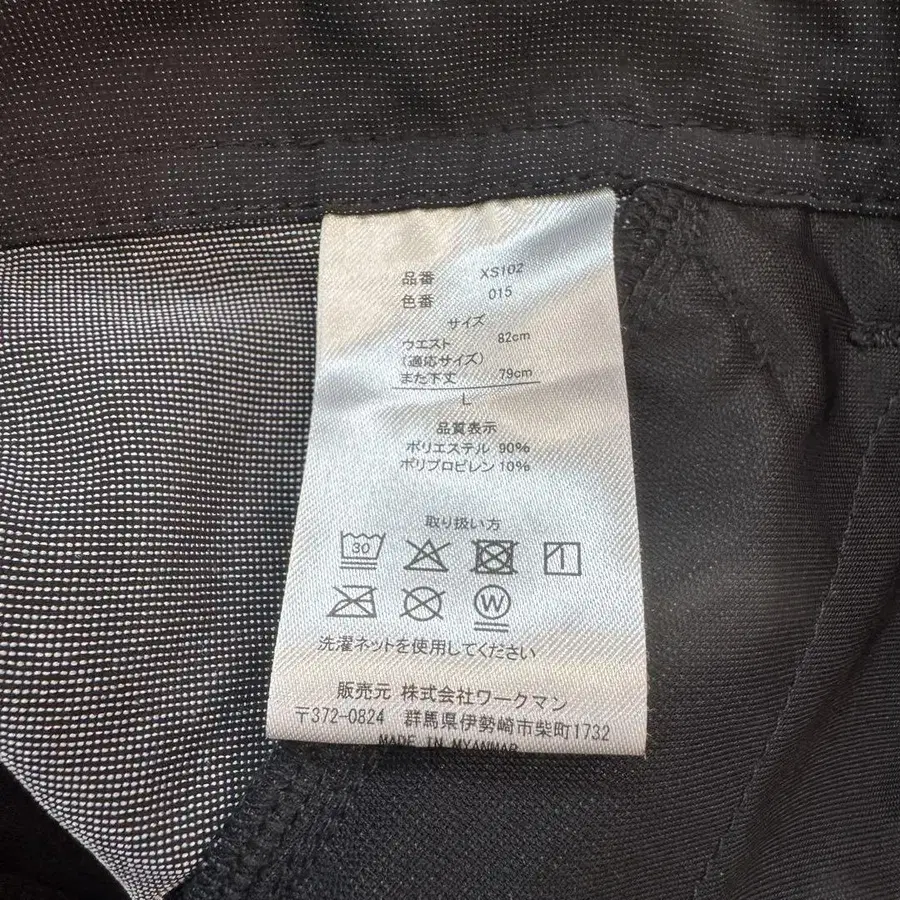 品番 XS102
色番 015
サイズ
ウエスト 82cm
(適応サイズ)
また下丈 79cm
L
品質表示
ポリエステル 90%
ポリプロピレン 10%
取り扱い方
30
W
洗濯ネットを使用してください
販売元 株式会社ワークマン
〒372-0824 群馬県伊勢崎市柴町1732
MADE IN MYANMAR